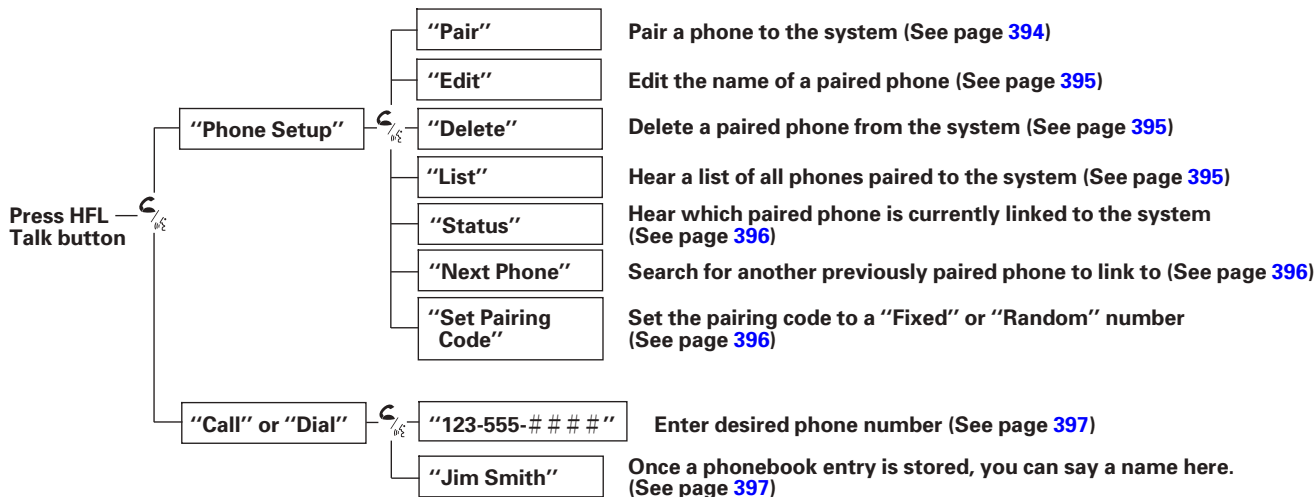 "Pair" Pair a phone to the system (See page 394)
"Edit" Edit the name of a paired phone (See page 395)
"Phone Setup" "Delete" Delete a paired phone from the system (See page 395)
"List" Hear a list of all phones paired to the system (See page 395)
Press HFL
Talk button
"Status" Hear which paired phone is currently linked to the system
(See page 396)
"Next Phone" Search for another previously paired phone to link to (See page 396)
"Set Pairing
Code"
Set the pairing code to a "Fixed" or "Random" number
(See page 396)
"Call" or "Dial" "123-555-####" Enter desired phone number (See page 397)
"Jim Smith" Once a phonebook entry is stored, you can say a name here.
(See page 397)